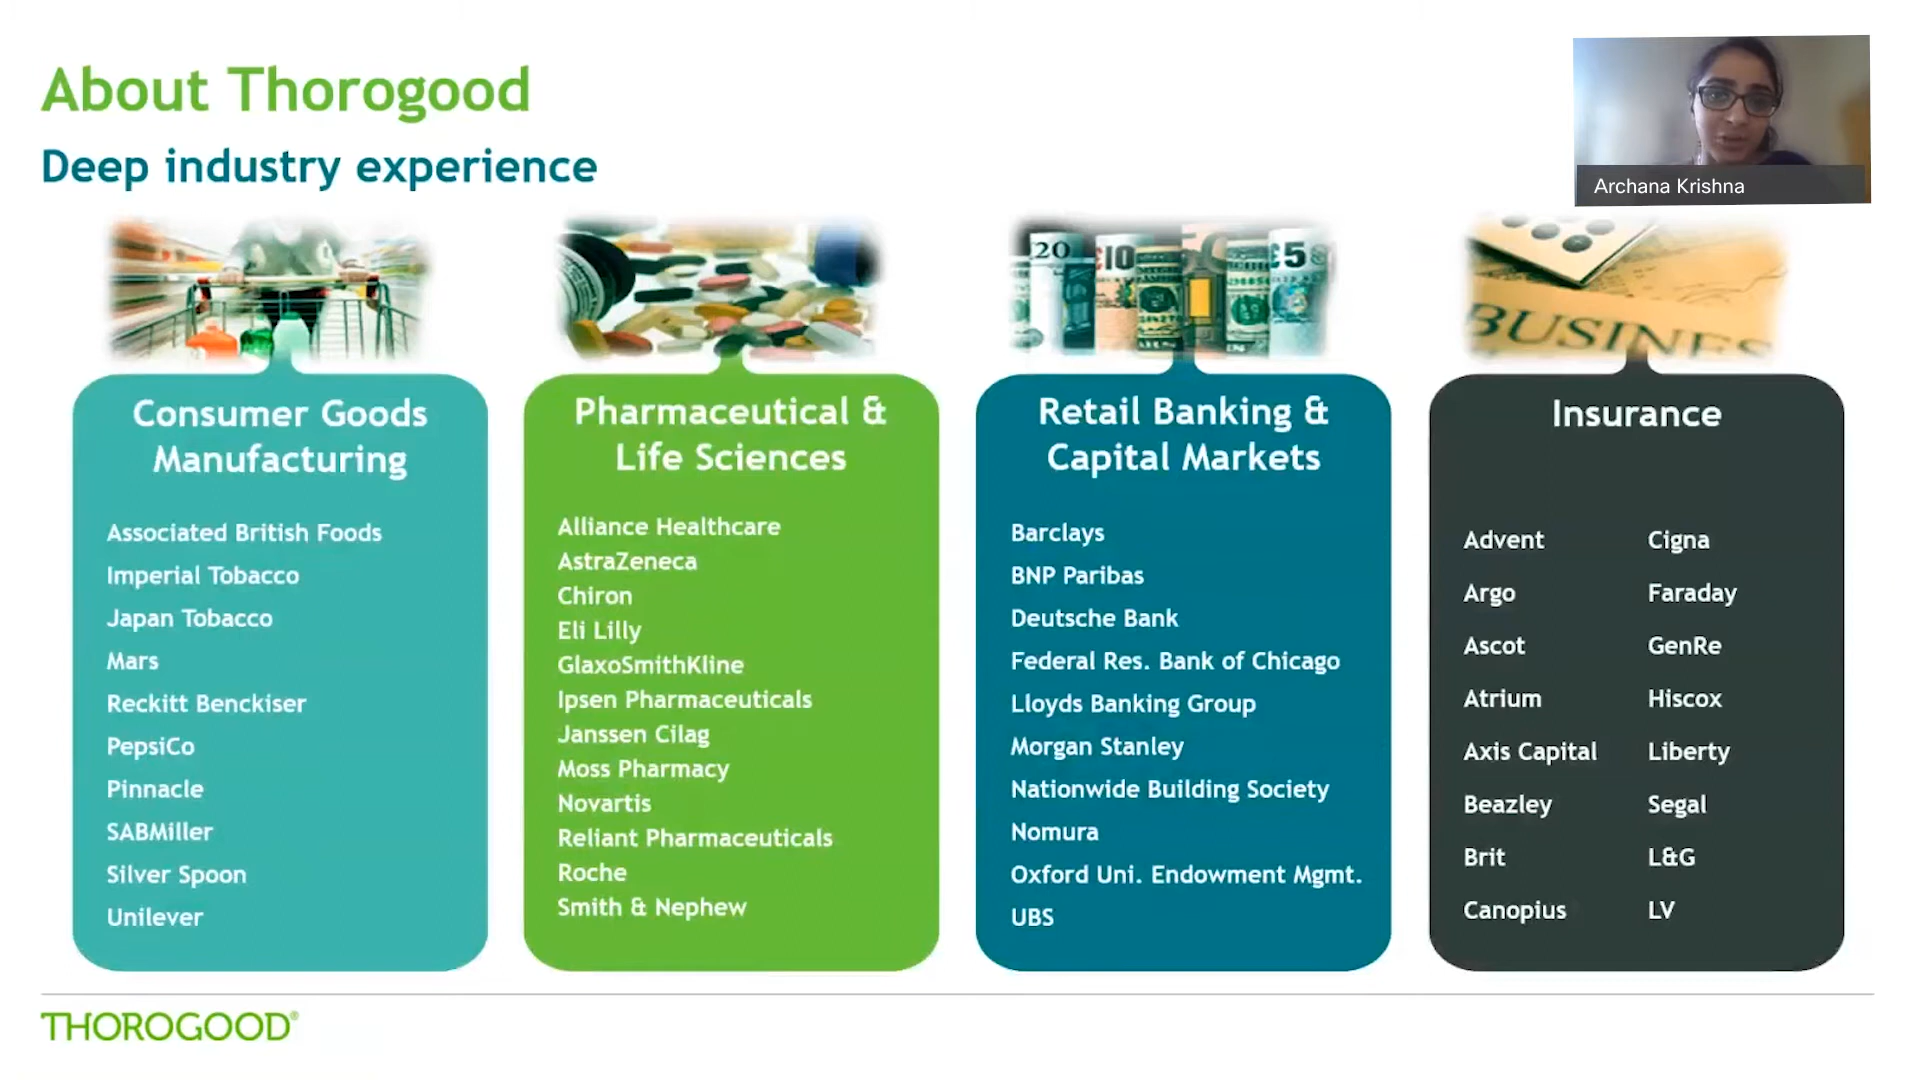 About Thorogood
Deep industry experience
Archana Krishna
20
£10
£5
BUSINES
Consumer Goods
Manufacturing
Associated British Foods
Imperial Tobacco
Japan Tobacco
Mars
Reckitt Benckiser
PepsiCo
Pinnacle
SABMiller
Silver Spoon
Unilever
Pharmaceutical &
Life Sciences
Alliance Healthcare
AstraZeneca
Chiron
Eli Lilly
GlaxoSmithKline
Ipsen Pharmaceuticals
Janssen Cilag
Moss Pharmacy
Novartis
Reliant Pharmaceuticals
Roche
Smith & Nephew
Retail Banking &
Capital Markets
Barclays
BNP Paribas
Deutsche Bank
Federal Res. Bank of Chicago
Lloyds Banking Group
Morgan Stanley
Nationwide Building Society
Nomura
Oxford Uni. Endowment Mgmt.
UBS
Insurance
Advent
Argo
Ascot
Atrium
Axis Capital
Beazley
Brit
Canopius
Cigna
Faraday
GenRe
Hiscox
Liberty
Segal
L&G
LV
THOROGOOD®